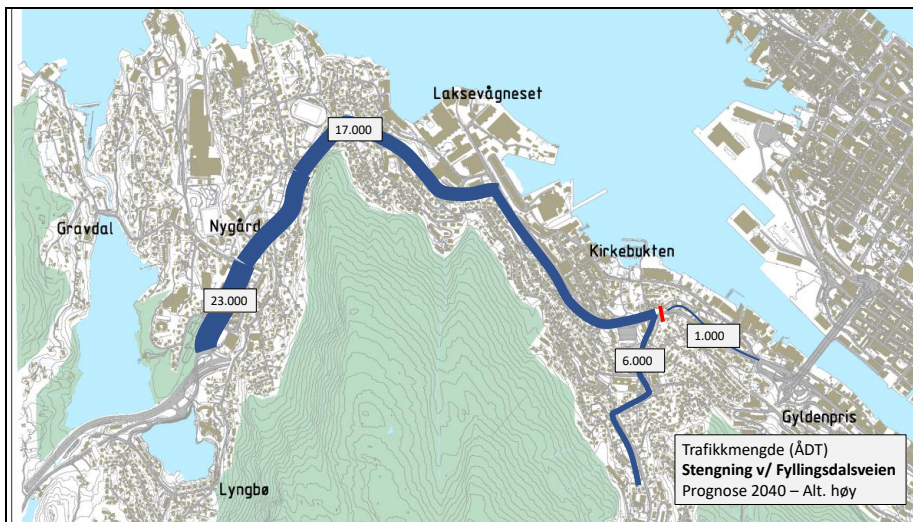 Laksevågneset
17.000
Gravdal
Nygård
Kirkebukten
23.000
1.000
6.000
Gyldenpris
Lyngbø
Trafikkmengde (ÅDT)
Stengning v/ Fyllingsdalsveien
Prognose 2040 – Alt. høy